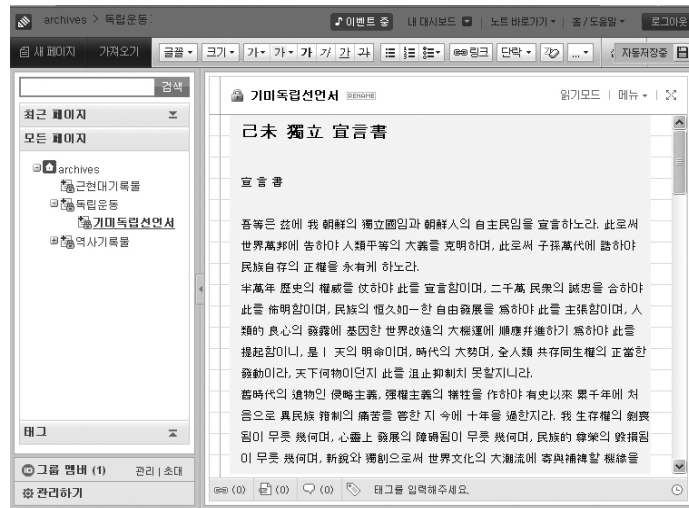 archives > 독립운동
이벤트 중
내 대시보드
노트 바로가기
홈/도움말
로그아웃
새 페이지
가져오기
글꼴
크기
가 가 가 가 가 가
링크
단락
...
자동저장중
검색
최근 페이지
모든 페이지
archives
근현대기록물
독립운동
기미독립선언서
역사기록물
태그
그룹 멤버 (1)
관리 | 초대
관리하기
기미독립선언서 RENAME
읽기모드 | 메뉴
己未 獨立 宣言書
宣 言 書
吾等은 玆에 我 朝鮮의 獨立國임과 朝鮮人의 自主民임을 宣言하노라. 此로써
世界萬邦에 告하야 人類平等의 大義를 克明하며, 此로써 子孫萬代에 誥하야
民族自存의 正權을 永有케 하노라.
半萬年 歷史의 權威를 仗하야 此를 宣言함이며, 二千萬 民衆의 誠忠을 合하야
此를 佈明함이며, 民族의 恒久如一한 自由發展을 爲하야 此를 主張함이며, 人
類的 良心의 發露에 基因한 世界改造의 大機運에 順應幷進하기 爲하야 此를
提起함이니, 是ㅣ 天의 明命이며, 時代의 大勢며, 全人類 共存同生權의 正當한
發動이라, 天下何物이던지 此를 沮止抑制치 못할지니라.
舊時代의 遺物인 侵略主義, 强權主義의 犧牲을 作하야 有史以來 累千年에 처
음으로 異民族 箝制의 痛苦를 嘗한 지 今에 十年을 過한지라. 我 生存權의 剝喪
됨이 무릇 幾何며, 心靈上 發展의 障碍됨이 무릇 幾何며, 民族的 尊榮의 毁損됨
이 무릇 幾何며, 新銳와 獨創으로써 世界文化의 大潮流에 寄與補裨할 機緣을
(0)
(0)
(0)
태그를 입력해주세요.